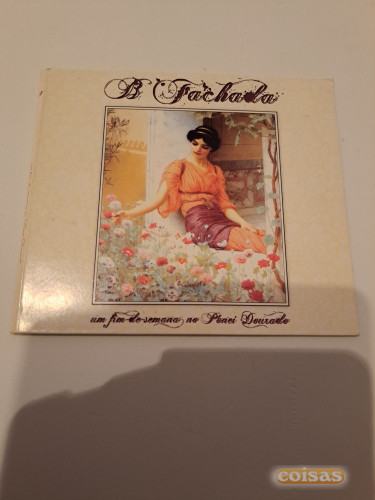 B Fachada
um fim-de-semana no Pónei Dourado
coisas